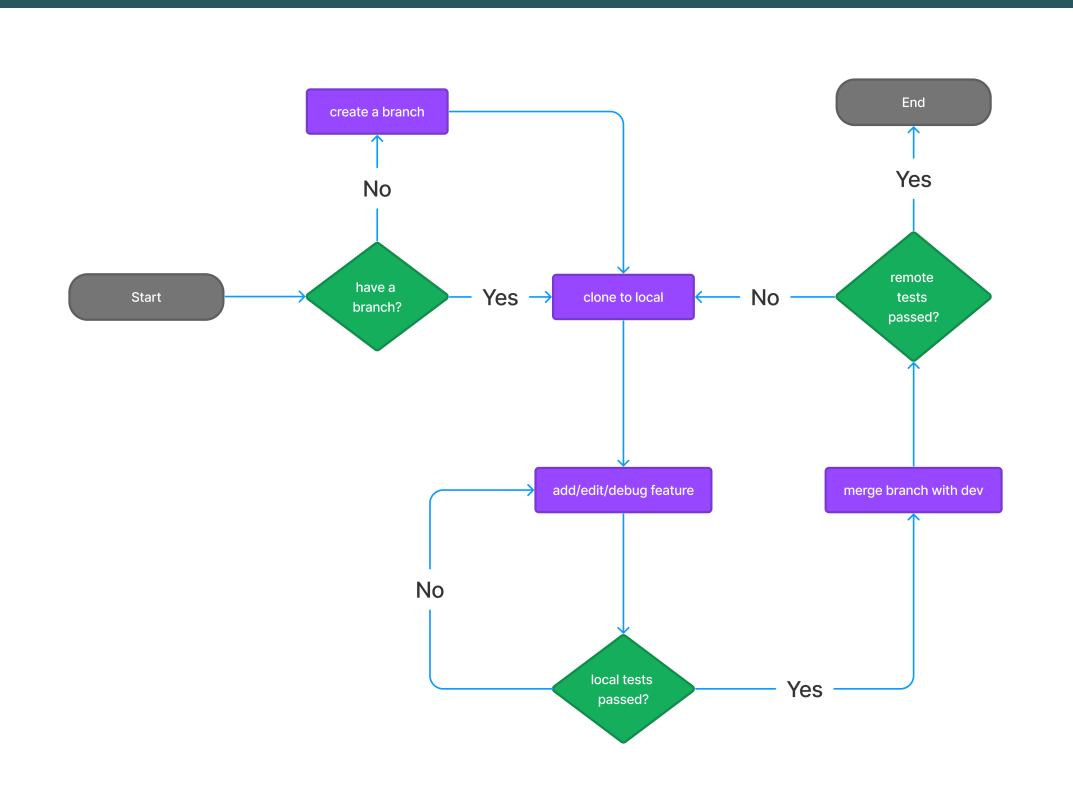 create a branch
End
No
Yes
Start
have a
branch?
Yes
clone to local
No
remote
tests
passed?
add/edit/debug feature
merge branch with dev
No
local tests
passed?
Yes